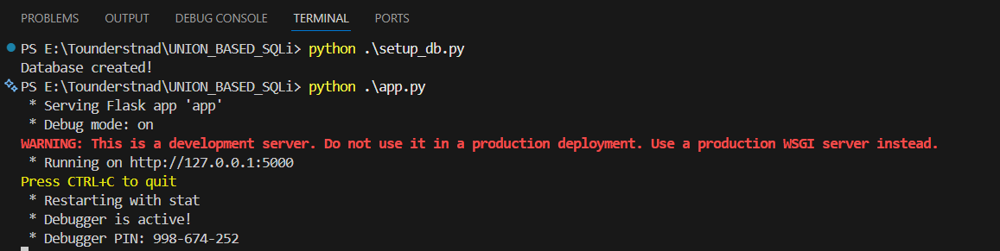 PROBLEMS OUTPUT DEBUG CONSOLE TERMINAL PORTS
PS E:\Tounderstnad\UNION_BASED_SQLi> python .\setup_db.py
Database created!
PS E:\Tounderstnad\UNION_BASED_SQLi> python .\app.py
* Serving Flask app 'app'
* Debug mode: on
WARNING: This is a development server. Do not use it in a production deployment. Use a production WSGI server instead.
* Running on http://127.0.0.1:5000
Press CTRL+C to quit
* Restarting with stat
* Debugger is active!
* Debugger PIN: 998-674-252